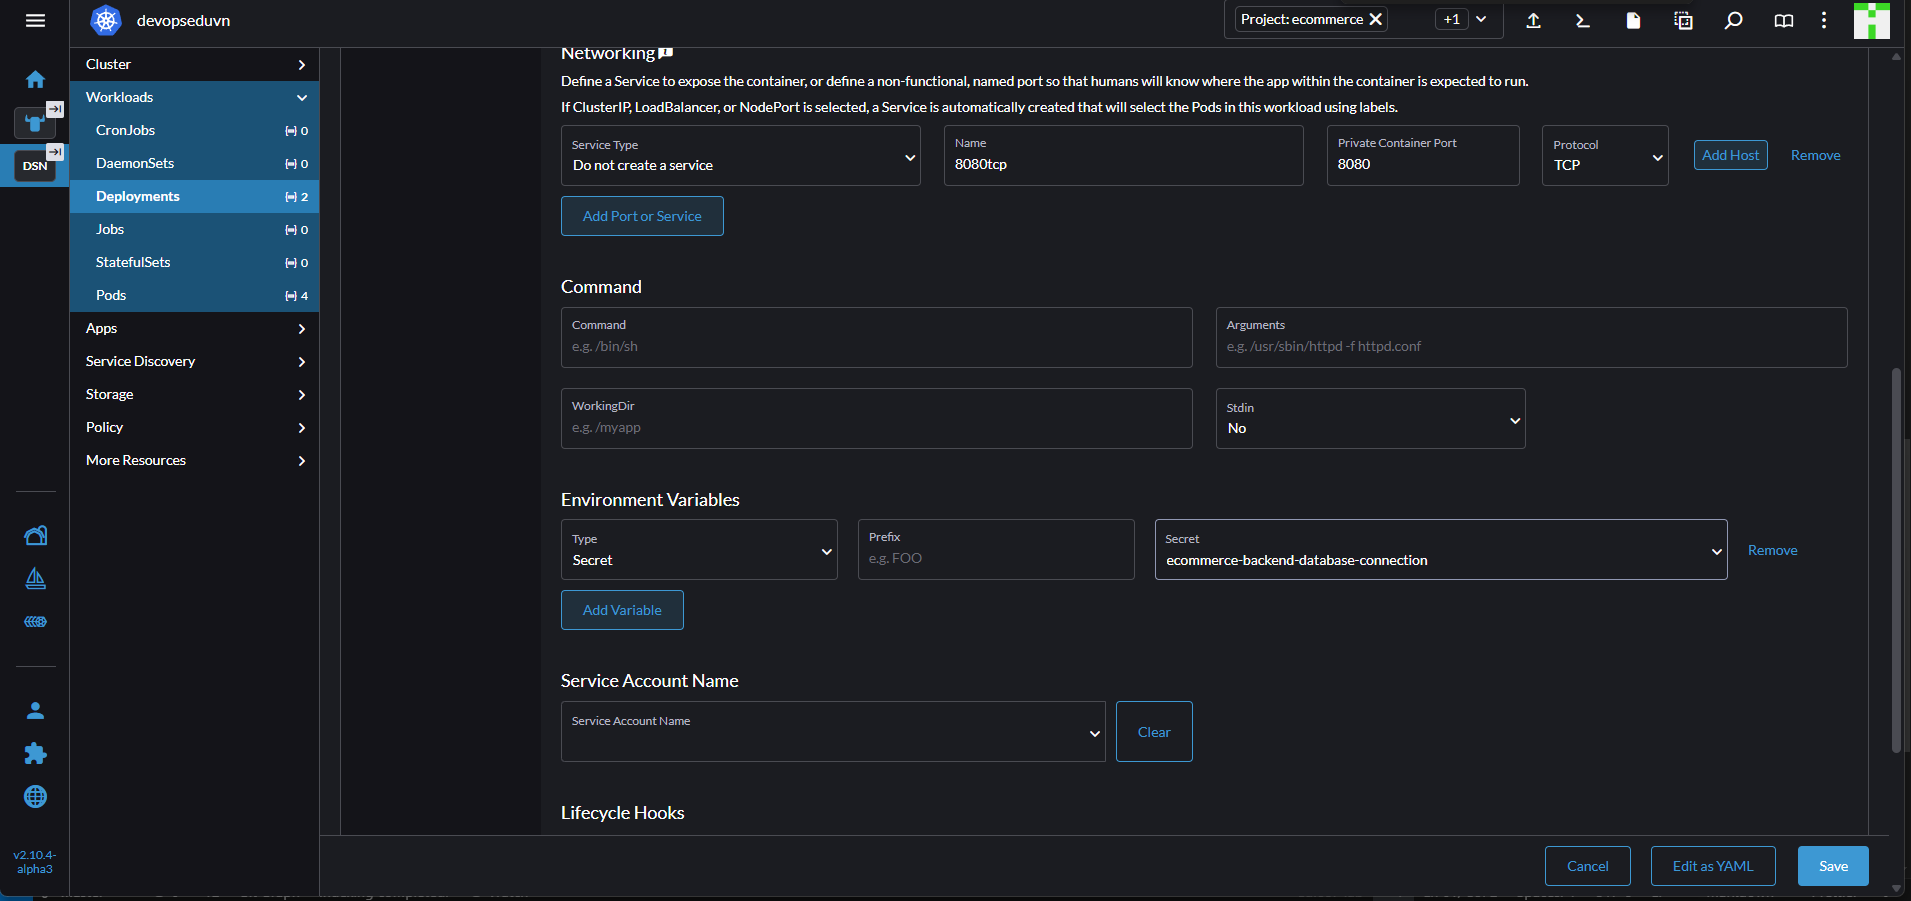 devopseduvn
Project: ecommerce
+1
DSN
Cluster
Workloads
CronJobs 0
DaemonSets 0
Deployments 2
Jobs 0
StatefulSets 0
Pods 4
Apps
Service Discovery
Storage
Policy
More Resources
v2.10.4-
alpha3
Networking
Define a Service to expose the container, or define a non-functional, named port so that humans will know where the app within the container is expected to run.
If ClusterIP, LoadBalancer, or NodePort is selected, a Service is automatically created that will select the Pods in this workload using labels.
Service Type
Do not create a service
Name
8080tcp
Private Container Port
8080
Protocol
TCP
Add Host
Remove
Add Port or Service
Command
Command
e.g. /bin/sh
Arguments
e.g. /usr/sbin/httpd -f httpd.conf
WorkingDir
e.g. /myapp
Stdin
No
Environment Variables
Type
Secret
Prefix
e.g. FOO
Secret
ecommerce-backend-database-connection
Remove
Add Variable
Service Account Name
Service Account Name
Clear
Lifecycle Hooks
Cancel
Edit as YAML
Save